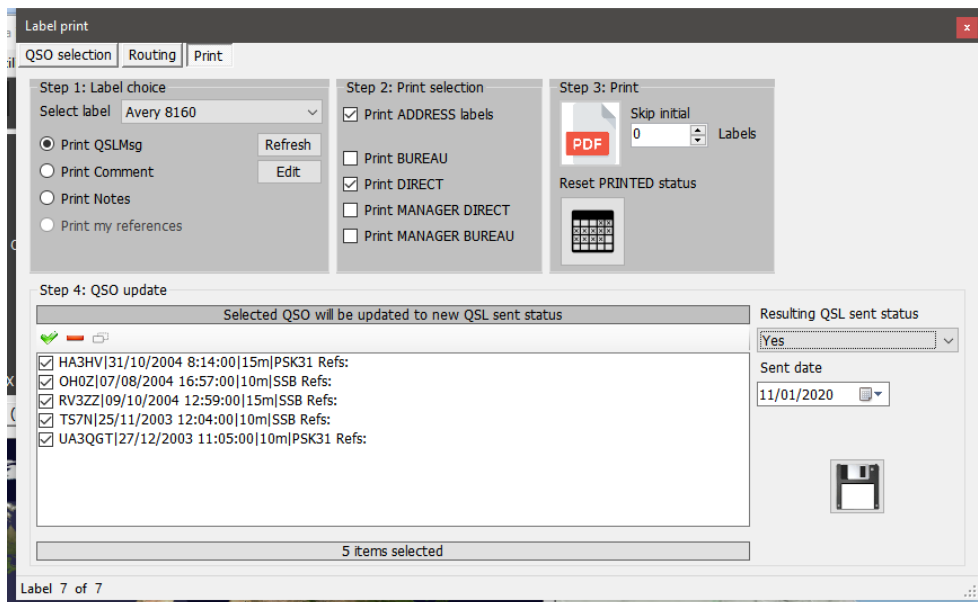 Label print
x
QSO selection Routing Print
Step 1: Label choice
Select label Avery 8160
Print QSLMsg Refresh
Print Comment Edit
Print Notes
Print my references
Step 2: Print selection
Print ADDRESS labels
Print BUREAU
Print DIRECT
Print MANAGER DIRECT
Print MANAGER BUREAU
Step 3: Print
PDF
Skip initial
0 Labels
Reset PRINTED status
Step 4: QSO update
Selected QSO will be updated to new QSL sent status
HA3HV|31/10/2004 8:14:00|15m|PSK31 Refs:
OH0Z|07/08/2004 16:57:00|10m|SSB Refs:
RV3ZZ|09/10/2004 12:59:00|15m|SSB Refs:
TS7N|25/11/2003 12:04:00|10m|SSB Refs:
UA3QGT|27/12/2003 11:05:00|10m|PSK31 Refs:
5 items selected
Resulting QSL sent status
Yes
Sent date
11/01/2020
Label 7 of 7